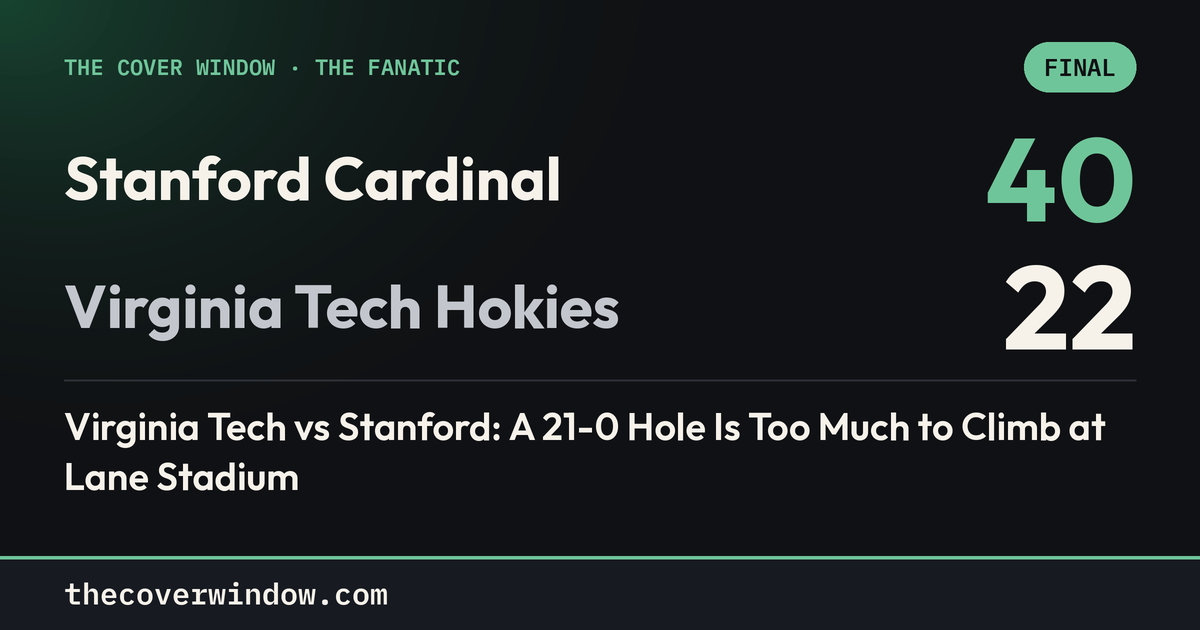 THE COVER WINDOW · THE FANATIC
FINAL
Stanford Cardinal
40
Virginia Tech Hokies
22
Virginia Tech vs Stanford: A 21-0 Hole Is Too Much to Climb at
Lane Stadium
thecoverwindow.com